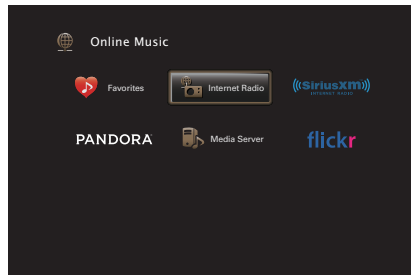 Online Music
Favorites
Internet Radio
((SiriusXM))
INTERNET RADIO
PANDORA
Media Server
flickr